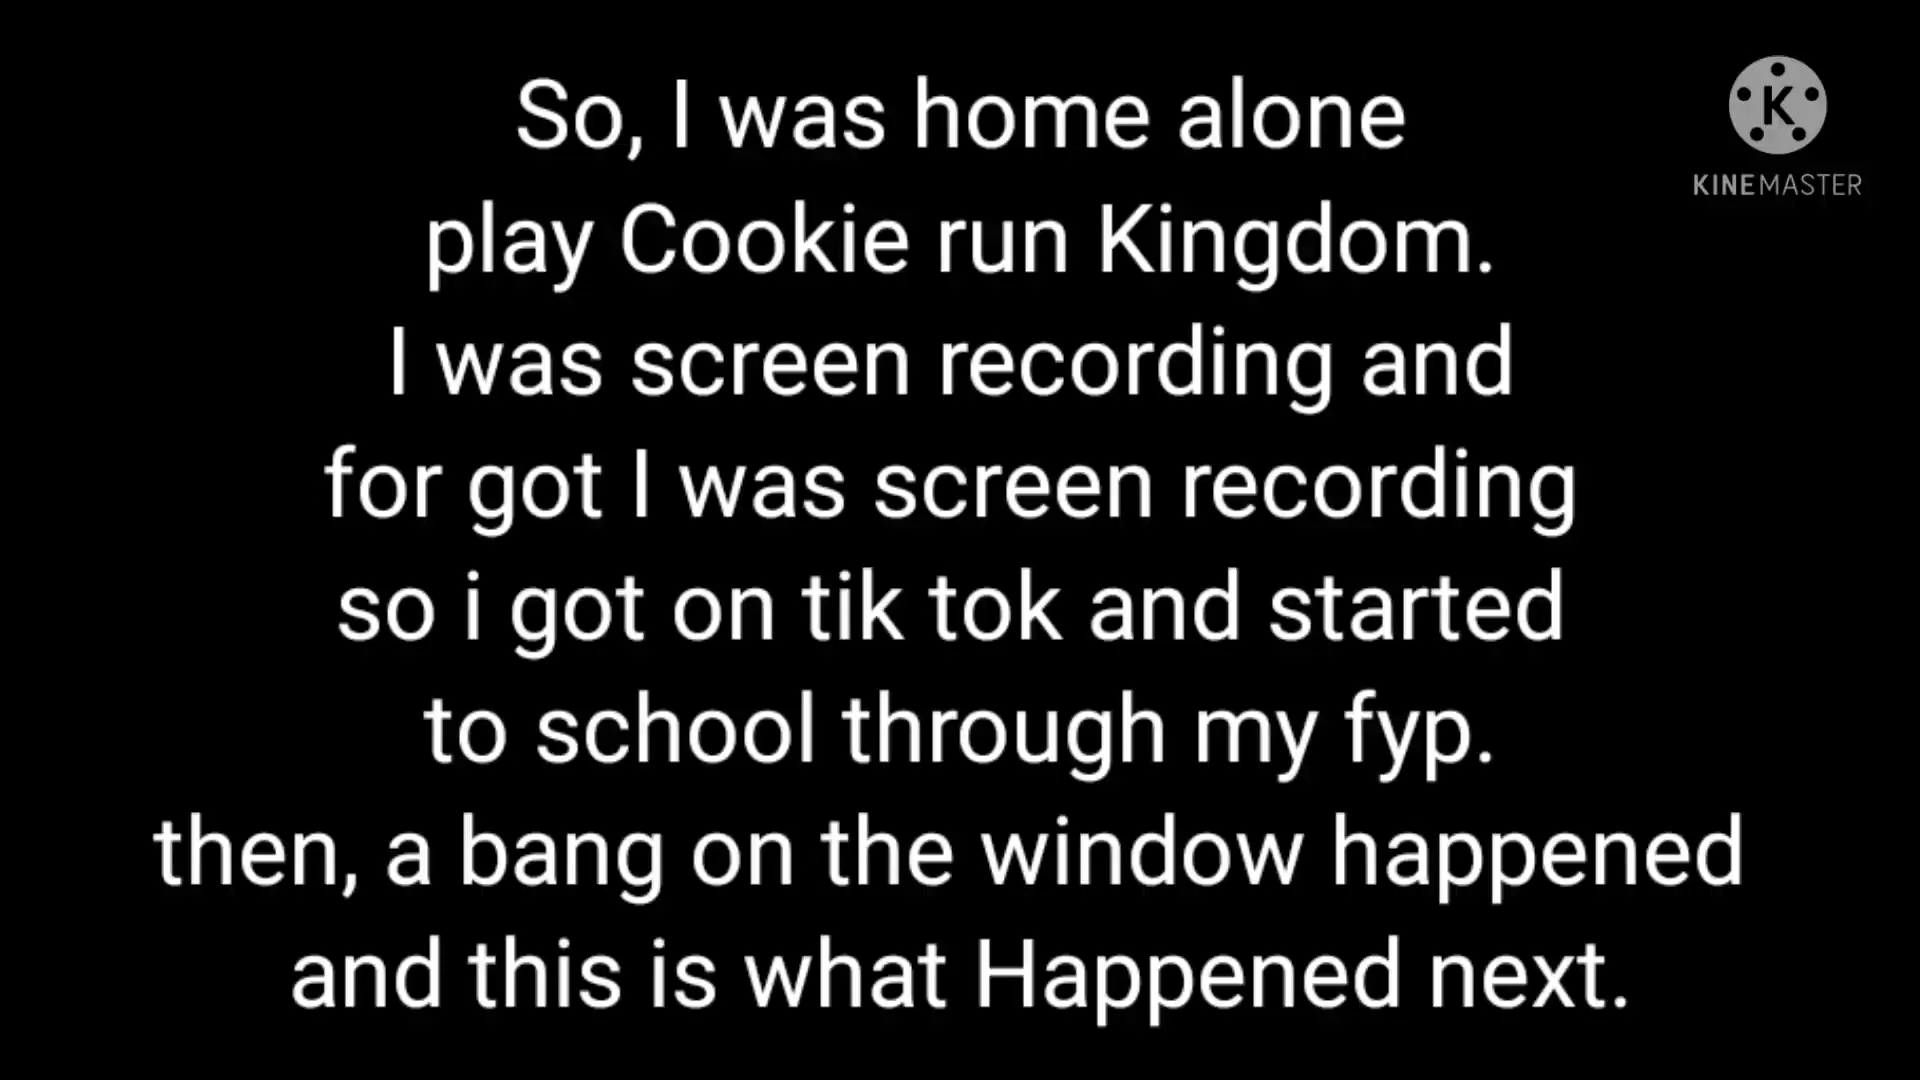 So, I was home alone
play Cookie run Kingdom.
I was screen recording and
for got I was screen recording
so i got on tik tok and started
to school through my fyp.
then, a bang on the window happened
and this is what Happened next.
K
KINEMASTER